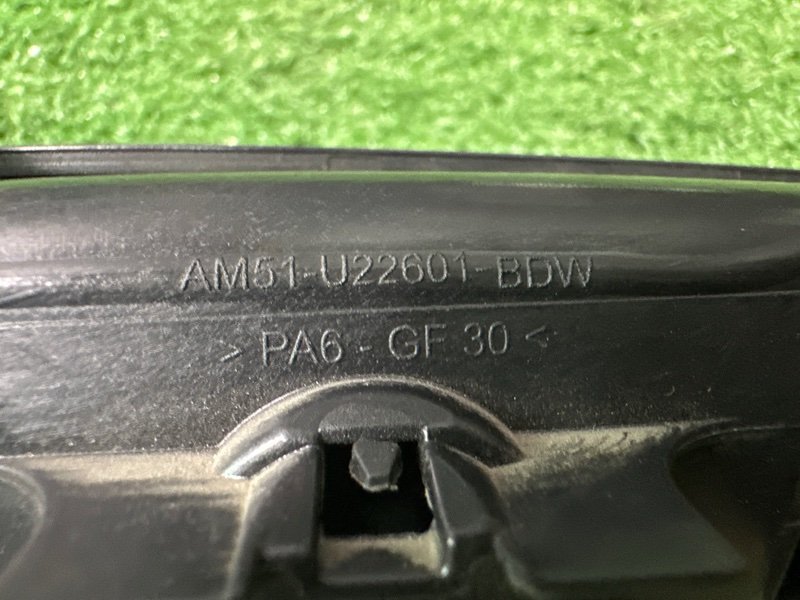 AM51-U22601-BDW
> PA6 - GF 30 <